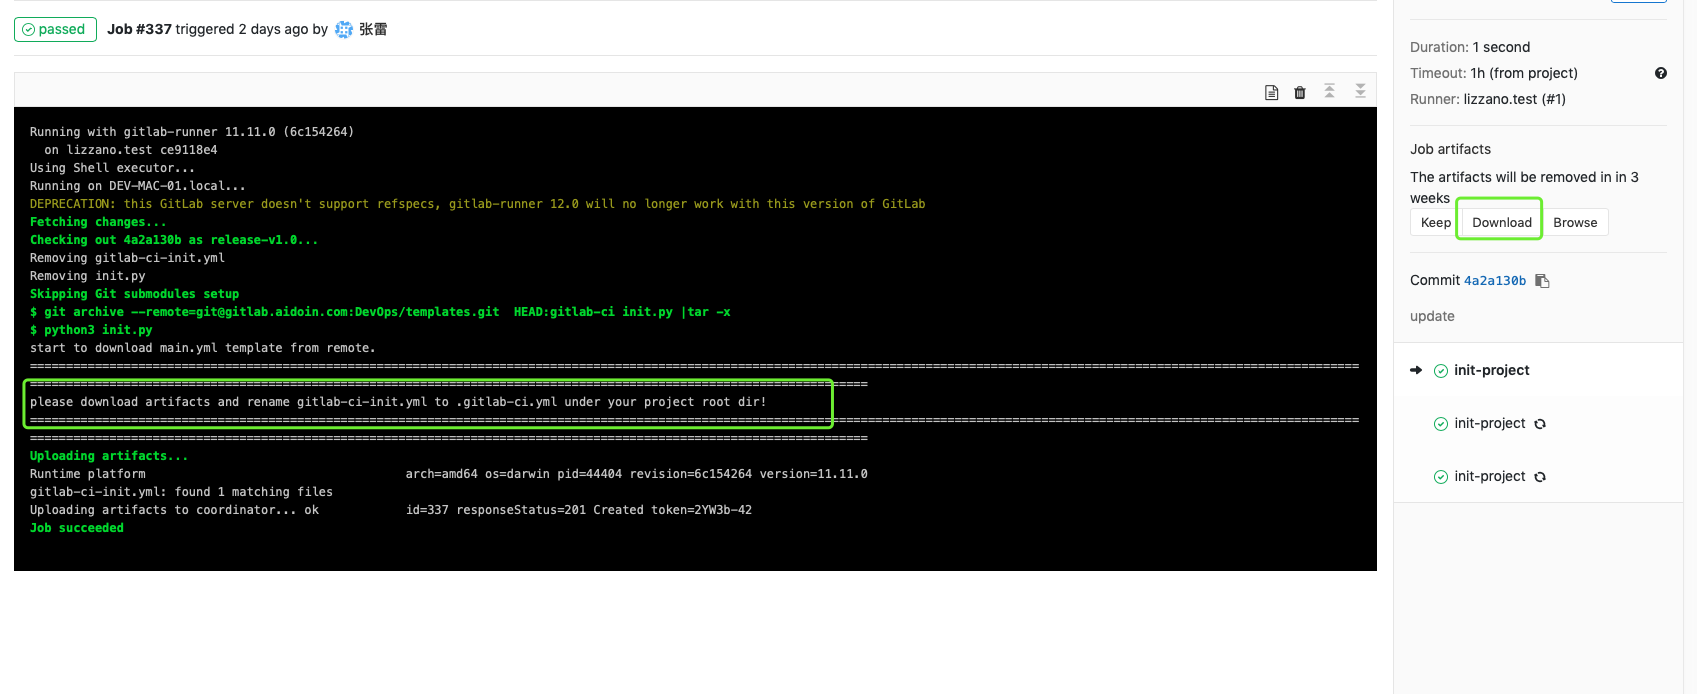 passed Job #337 triggered 2 days ago by 张雷
Running with gitlab-runner 11.11.0 (6c154264)
on lizzano.test ce9118e4
Using Shell executor...
Running on DEV-MAC-01.local...
DEPRECATION: this GitLab server doesn't support refspecs, gitlab-runner 12.0 will no longer work with this version of GitLab
Fetching changes...
Checking out 4a2a130b as release-v1.0...
Removing gitlab-ci-init.yml
Removing init.py
Skipping Git submodules setup
$ git archive --remote=git@gitlab.aidoin.com:DevOps/templates.git  HEAD:gitlab-ci init.py |tar -x
$ python3 init.py
start to download main.yml template from remote.
========================================================================================================================================================================================
====================================================================================================================
please download artifacts and rename gitlab-ci-init.yml to .gitlab-ci.yml under your project root dir!
========================================================================================================================================================================================
====================================================================================================================
Uploading artifacts...
Runtime platform                                    arch=amd64 os=darwin pid=44404 revision=6c154264 version=11.11.0
gitlab-ci-init.yml: found 1 matching files
Uploading artifacts to coordinator... ok            id=337 responseStatus=201 Created token=2YW3b-42
Job succeeded
Duration: 1 second
Timeout: 1h (from project)
Runner: lizzano.test (#1)
Job artifacts
The artifacts will be removed in in 3
weeks
Keep Download Browse
Commit 4a2a130b
update
init-project
init-project
init-project